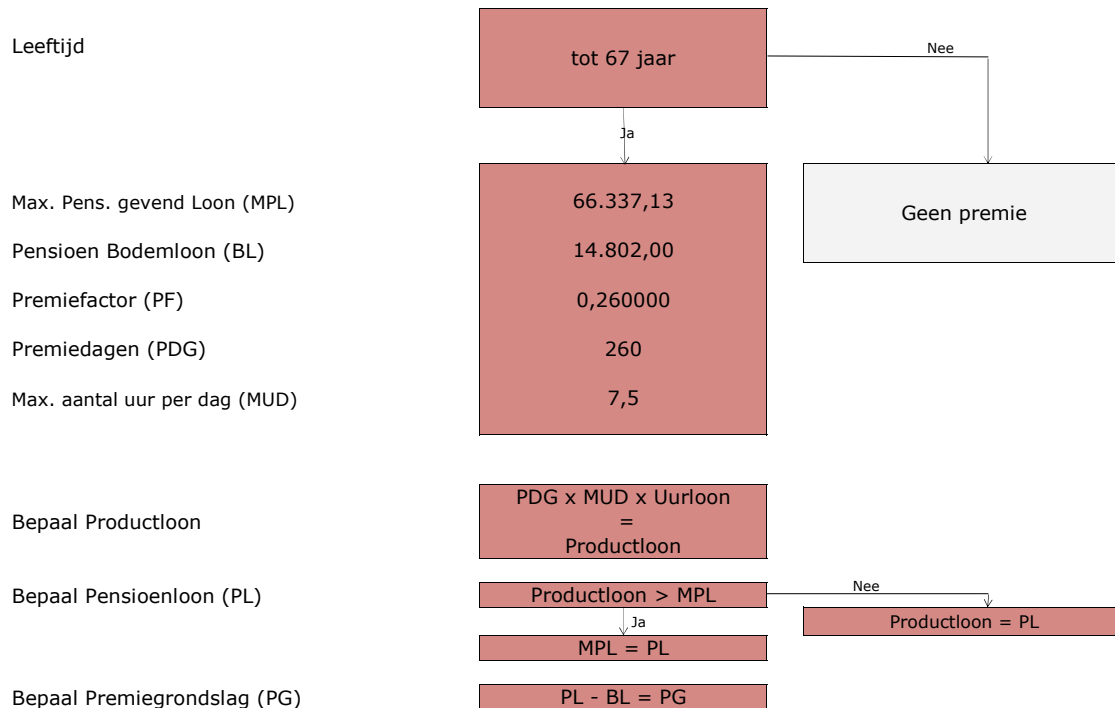 Leeftijd
tot 67 jaar
Nee
Ja
Max. Pens. gevend Loon (MPL)
66.337,13
Geen premie
Pensioen Bodemloon (BL)
14.802,00
Premiefactor (PF)
0,260000
Premiedagen (PDG)
260
Max. aantal uur per dag (MUD)
7,5
Bepaal Productloon
PDG x MUD x Uurloon
=
Productloon
Bepaal Pensioenloon (PL)
Productloon > MPL
Nee
Productloon = PL
Ja
MPL = PL
Bepaal Premiegrondslag (PG)
PL - BL = PG